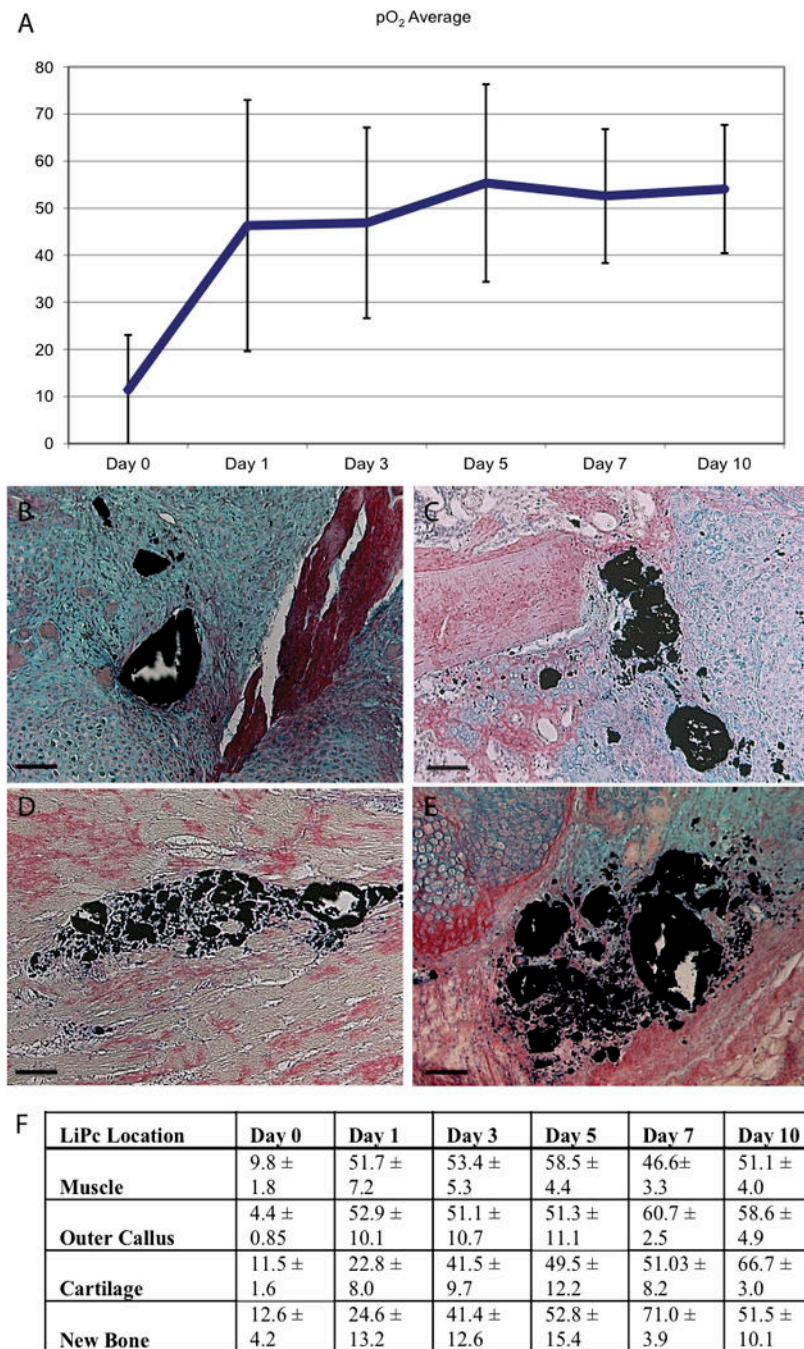 A
pO₂ Average
80
70
60
50
40
30
20
10
0
Day 0 Day 1 Day 3 Day 5 Day 7 Day 10
B
C
D
E
F
LiPc Location Day 0 Day 1 Day 3 Day 5 Day 7 Day 10
9.8 ± 51.7 ± 53.4 ± 58.5 ± 46.6± 51.1 ±
Muscle 1.8 7.2 5.3 4.4 3.3 4.0
4.4 ± 52.9 ± 51.1 ± 51.3 ± 60.7 ± 58.6 ±
Outer Callus 0.85 10.1 10.7 11.1 2.5 4.9
11.5 ± 22.8 ± 41.5 ± 49.5 ± 51.03 ± 66.7 ±
Cartilage 1.6 8.0 9.7 12.2 8.2 3.0
12.6 ± 24.6 ± 41.4 ± 52.8 ± 71.0 ± 51.5 ±
New Bone 4.2 13.2 12.6 15.4 3.9 10.1